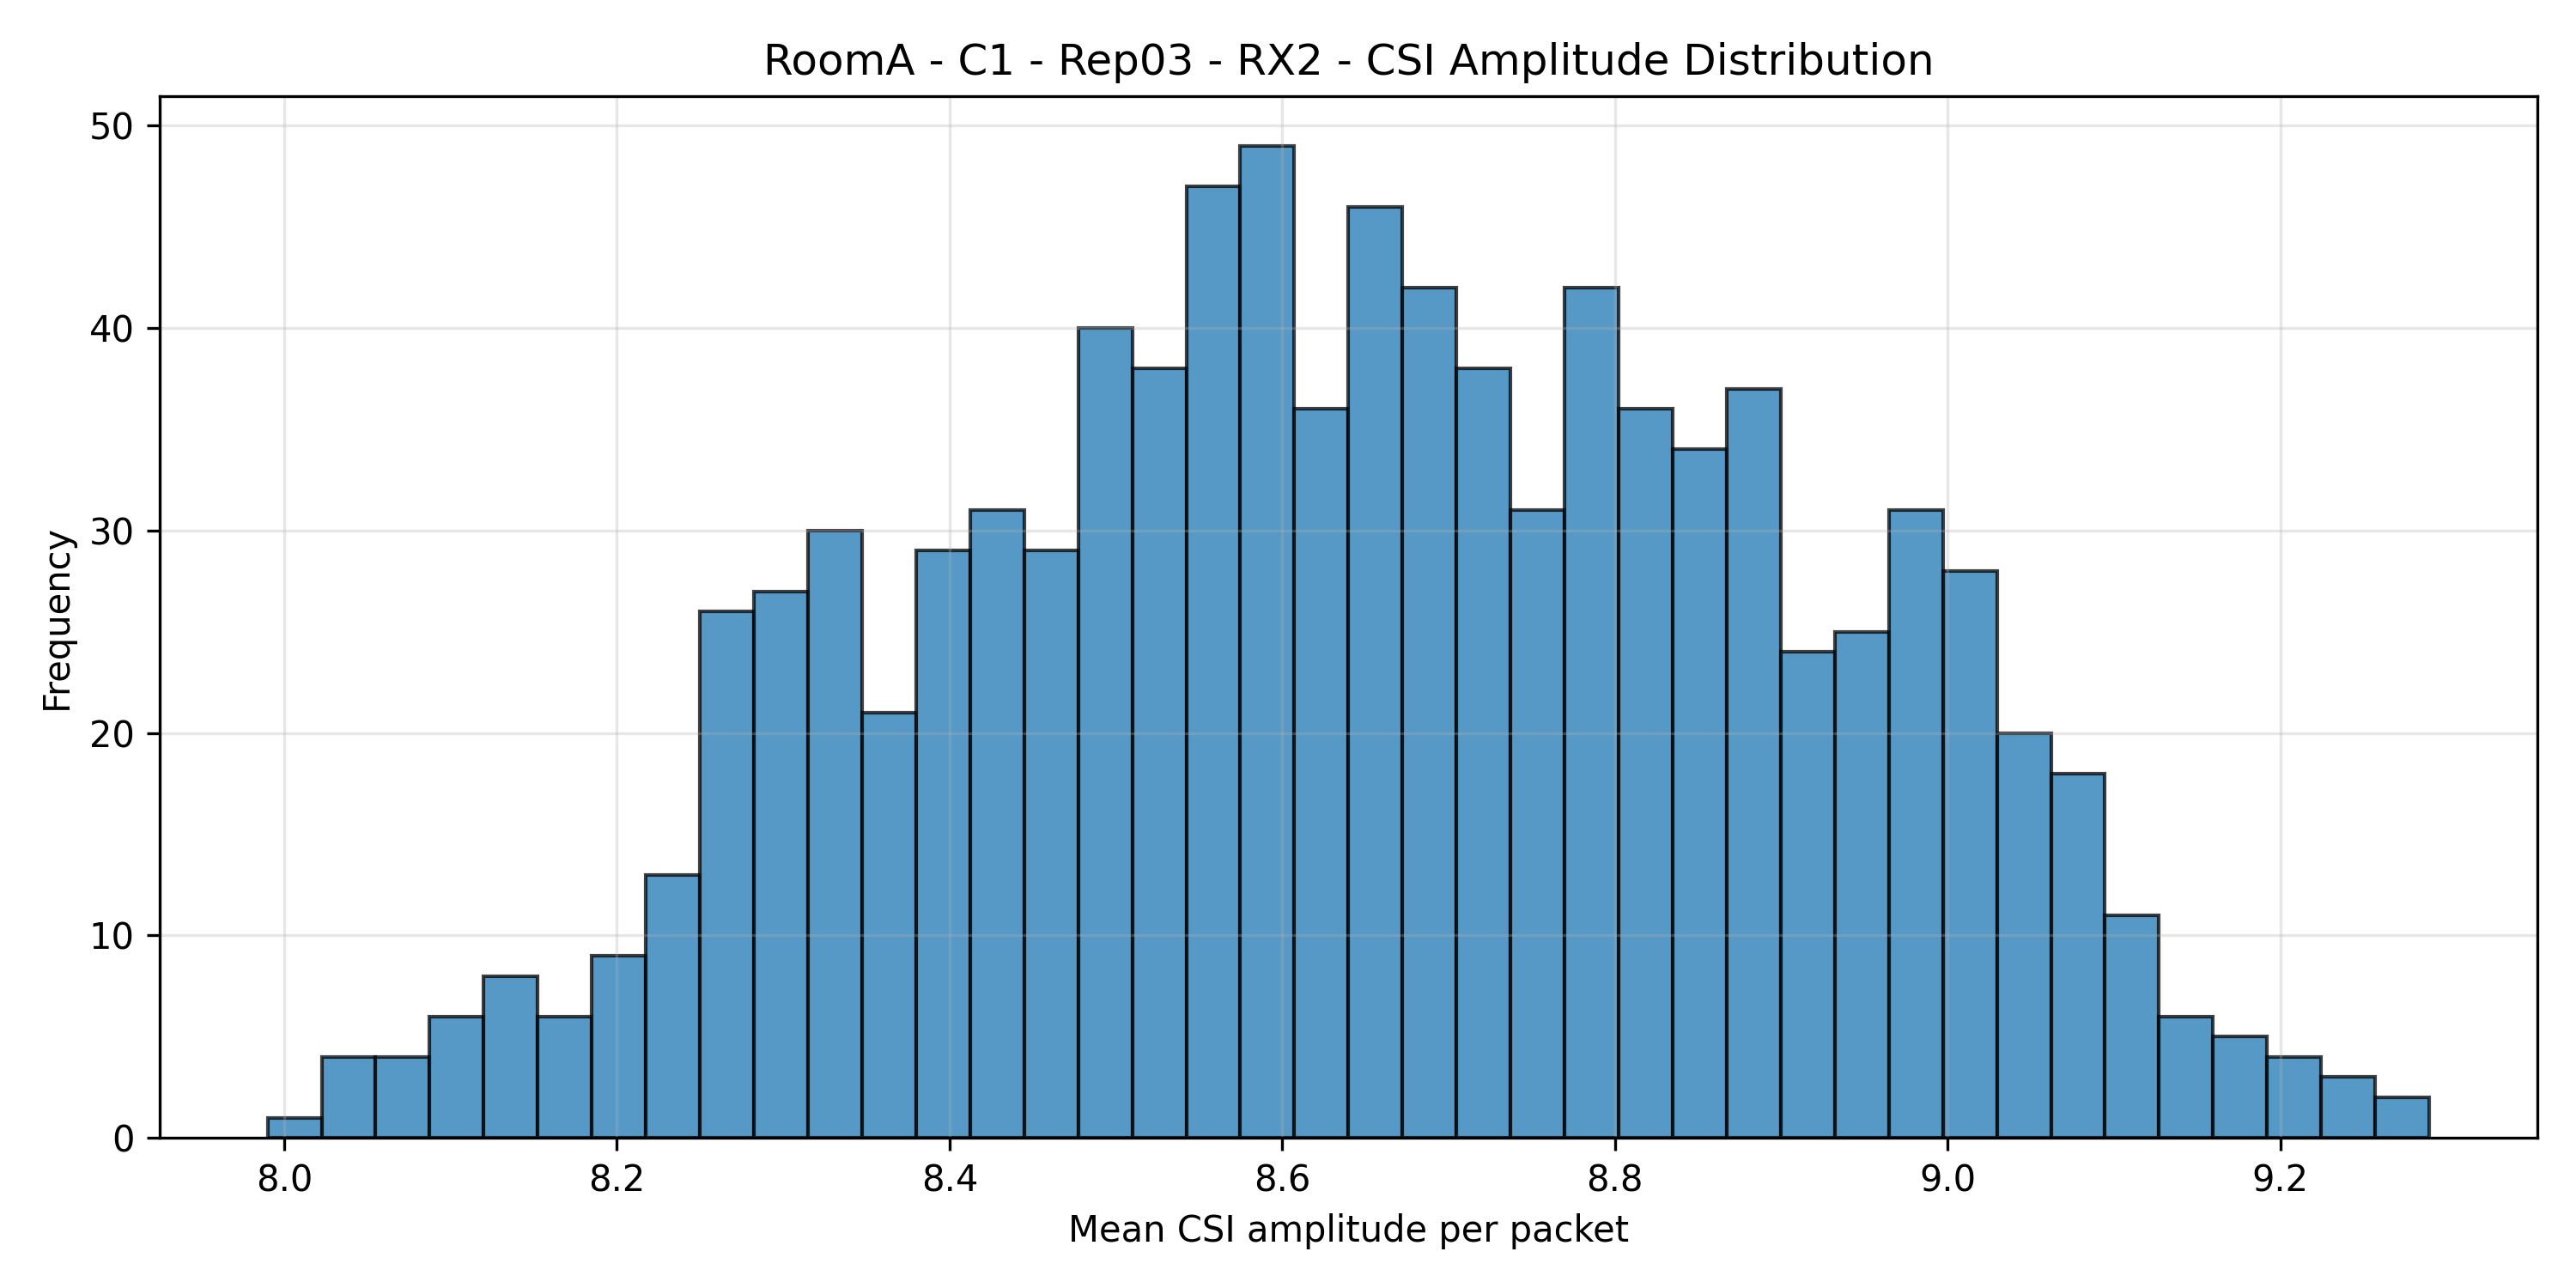 RoomA - C1 - Rep03 - RX2 - CSI Amplitude Distribution
50
40
30
20
10
0
Frequency
8.0 8.2 8.4 8.6 8.8 9.0 9.2
Mean CSI amplitude per packet